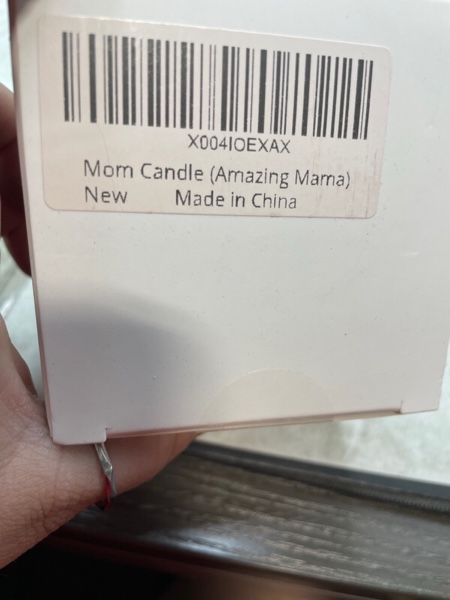 X004IOEXAX
Mom Candle (Amazing Mama)
New Made in China